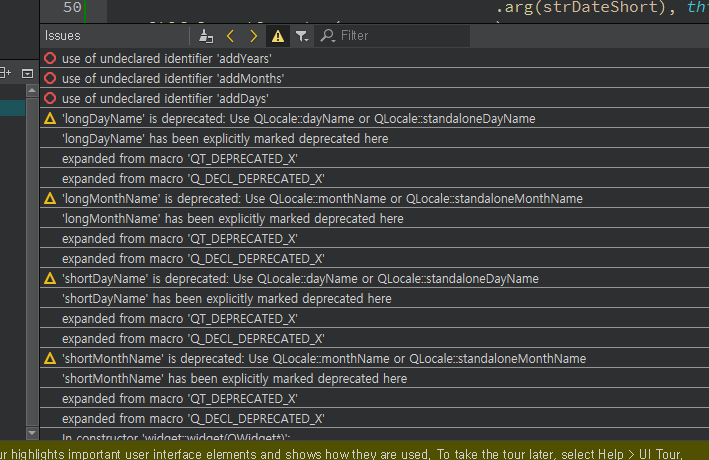 50
.arg(strDateShort), th
Issues
Filter
use of undeclared identifier 'addYears'
use of undeclared identifier 'addMonths'
use of undeclared identifier 'addDays'
'longDayName' is deprecated: Use QLocale::dayName or QLocale::standaloneDayName
'longDayName' has been explicitly marked deprecated here
expanded from macro 'QT_DEPRECATED_X'
expanded from macro 'Q_DECL_DEPRECATED_X'
'longMonthName' is deprecated: Use QLocale::monthName or QLocale::standaloneMonthName
'longMonthName' has been explicitly marked deprecated here
expanded from macro 'QT_DEPRECATED_X'
expanded from macro 'Q_DECL_DEPRECATED_X'
'shortDayName' is deprecated: Use QLocale::dayName or QLocale::standaloneDayName
'shortDayName' has been explicitly marked deprecated here
expanded from macro 'QT_DEPRECATED_X'
expanded from macro 'Q_DECL_DEPRECATED_X'
'shortMonthName' is deprecated: Use QLocale::monthName or QLocale::standaloneMonthName
'shortMonthName' has been explicitly marked deprecated here
expanded from macro 'QT_DEPRECATED_X'
expanded from macro 'Q_DECL_DEPRECATED_X'
In constructor 'widget::widget(QWidget*)':
ur highlights important user interface elements and shows how they are used. To take the tour later, select Help > UI Tour.